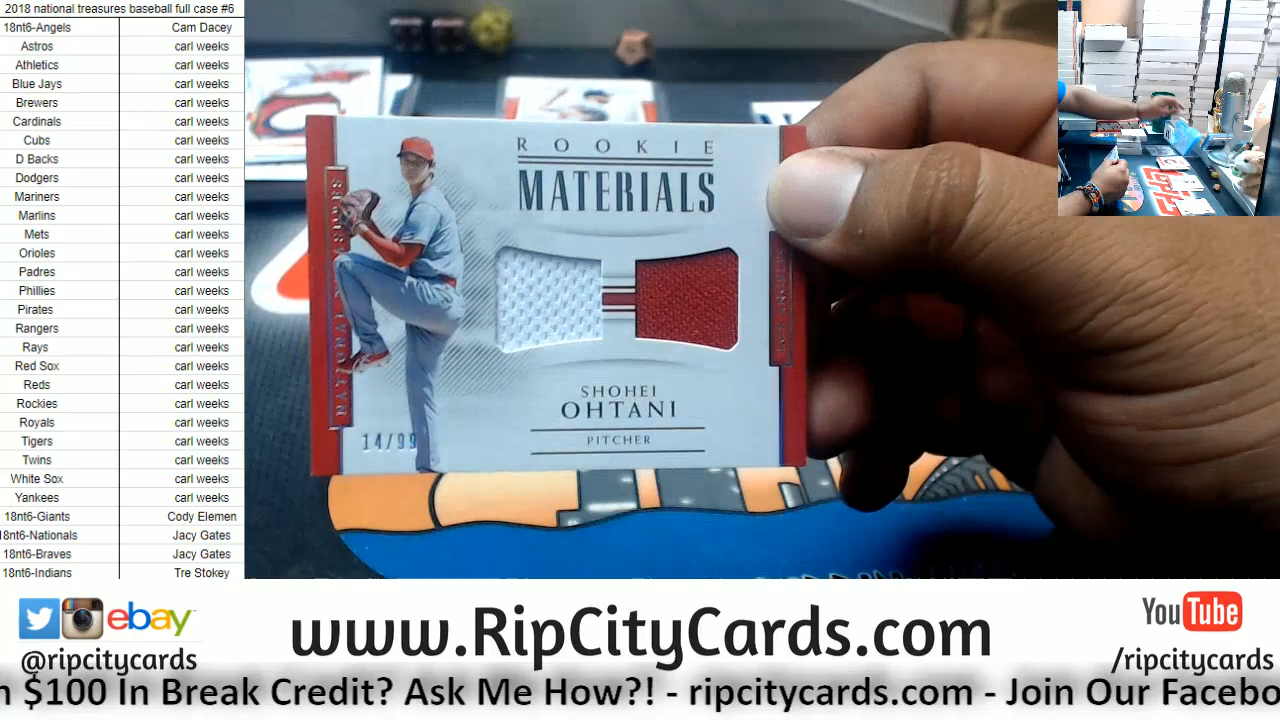 2018 national treasures baseball full case #6
18nt6-Angels Cam Dacey
Astros carl weeks
Athletics carl weeks
Blue Jays carl weeks
Brewers carl weeks
Cardinals carl weeks
Cubs carl weeks
D Backs carl weeks
Dodgers carl weeks
Mariners carl weeks
Marlins carl weeks
Mets carl weeks
Orioles carl weeks
Padres carl weeks
Phillies carl weeks
Pirates carl weeks
Rangers carl weeks
Rays carl weeks
Red Sox carl weeks
Reds carl weeks
Rockies carl weeks
Royals carl weeks
Tigers carl weeks
Twins carl weeks
White Sox carl weeks
Yankees carl weeks
18nt6-Giants Cody Elemen
18nt6-Nationals Jacy Gates
18nt6-Braves Jacy Gates
18nt6-Indians Tre Stokey
ROOKIE
MATERIALS
SHOHEI
OHTANI
PITCHER
14/99
NATIONAL TREASURES
ebay
@ripcitycards
www.RipCityCards.com
YouTube
/ripcitycards
n $100 In Break Credit? Ask Me How?! - ripcitycards.com - Join Our Facebo